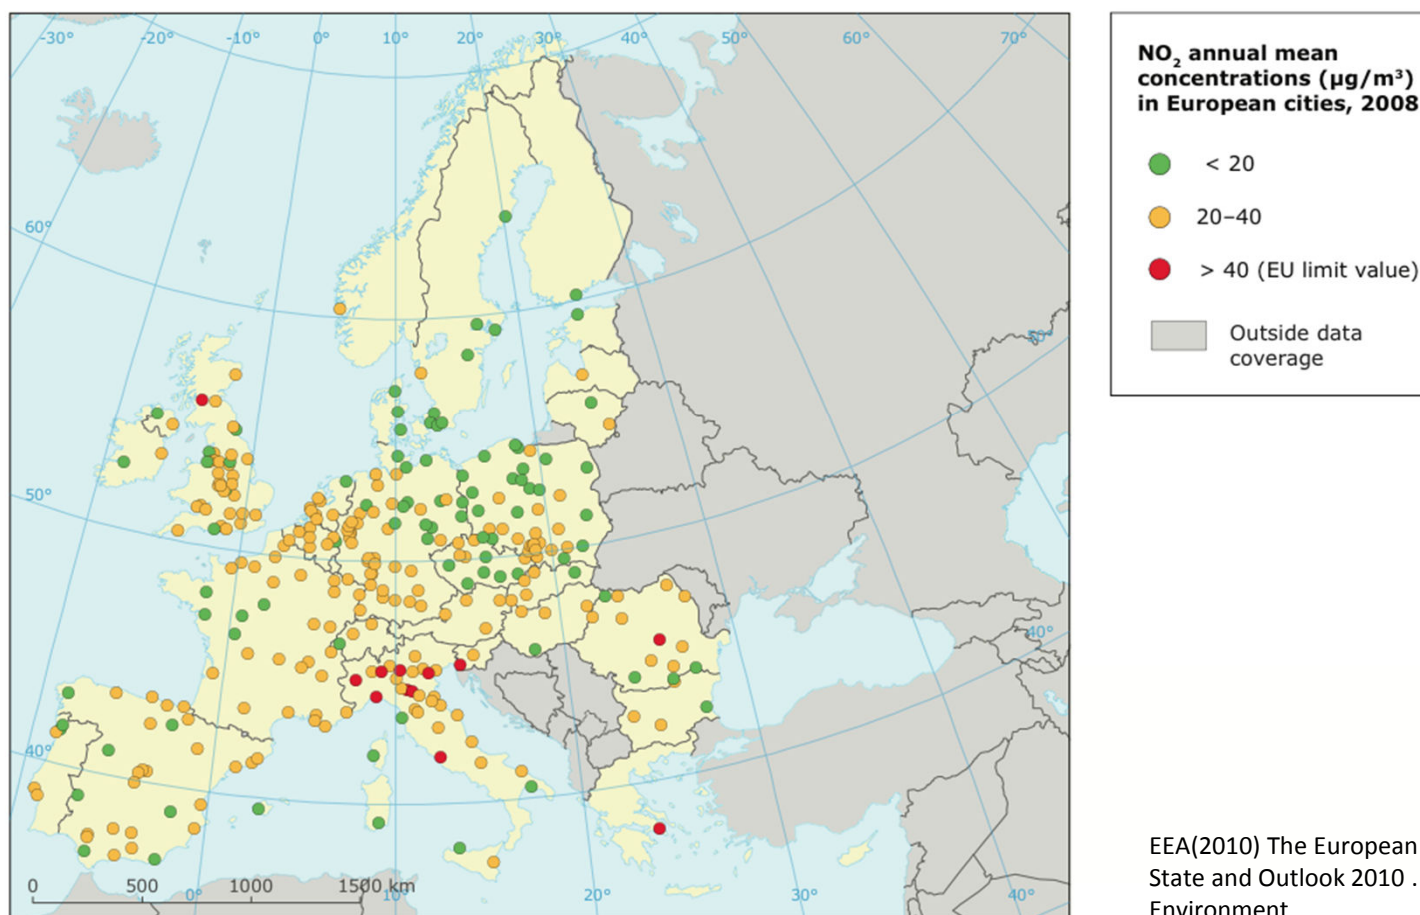 -30°
-20°
-10°
0°
10°
20°
30°
40°
50°
60°
70°
60°
50°
50°
40°
40°
0
500
1000
1500 km
0°
10°
20°
30°
40°
NO₂ annual mean
concentrations (µg/m³)
in European cities, 2008
< 20
20–40
> 40 (EU limit value)
Outside data
coverage
EEA(2010) The European
State and Outlook 2010 .
Environment